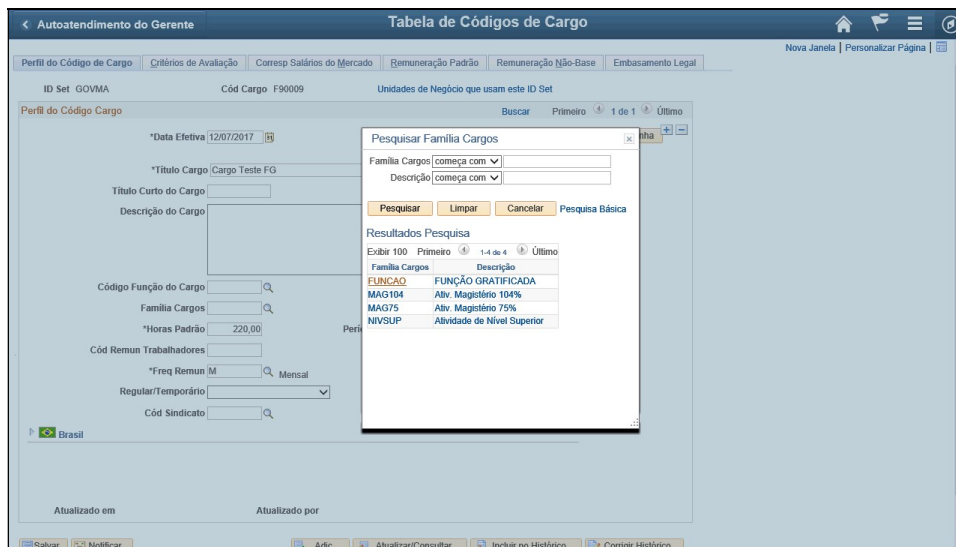 Autoatendimento do Gerente Tabela de Códigos de Cargo
Nova Janela | Personalizar Página |
Perfil do Código de Cargo Critérios de Avaliação Corresp Salários do Mercado Remuneração Padrão Remuneração Não-Base Embasamento Legal
ID Set GOVMA Cód Cargo F90009 Unidades de Negócio que usam este ID Set
Perfil do Código Cargo Buscar Primeiro 1 de 1 Último
*Data Efetiva 12/07/2017
*Título Cargo Cargo Teste FG
Título Curto do Cargo
Descrição do Cargo
Código Função do Cargo
Família Cargos
*Horas Padrão 220,00
Cód Remun Trabalhadores
*Freq Remun M Mensal
Regular/Temporário
Cód Sindicato
Brasil
Atualizado em Atualizado por
Salvar Notificar Adic Atualizar/Consultar Incluir no Histórico Corrigir Histórico
Pesquisar Família Cargos
Família Cargos começa com
Descrição começa com
Pesquisar Limpar Cancelar Pesquisa Básica
Resultados Pesquisa
Exibir 100 Primeiro 1-4 de 4 Último
Família Cargos Descrição
FUNCAO FUNÇÃO GRATIFICADA
MAG104 Ativ. Magistério 104%
MAG75 Ativ. Magistério 75%
NIVSUP Atividade de Nível Superior